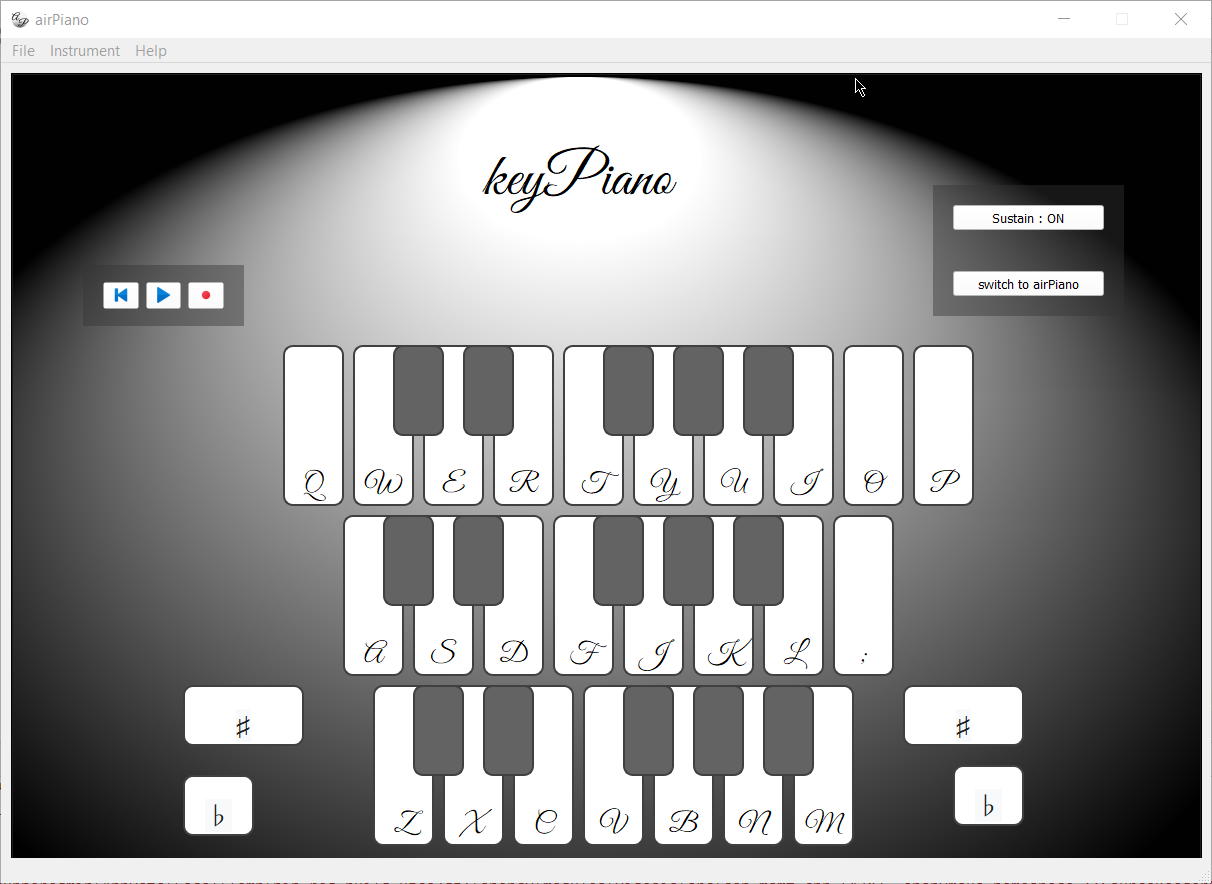 airPiano
File Instrument Help
keyPiano
Sustain : ON
switch to airPiano
Q W E R T Y U I O P
A S D F J K L ;
♯ ♯
Z X C V B N M
♭ ♭